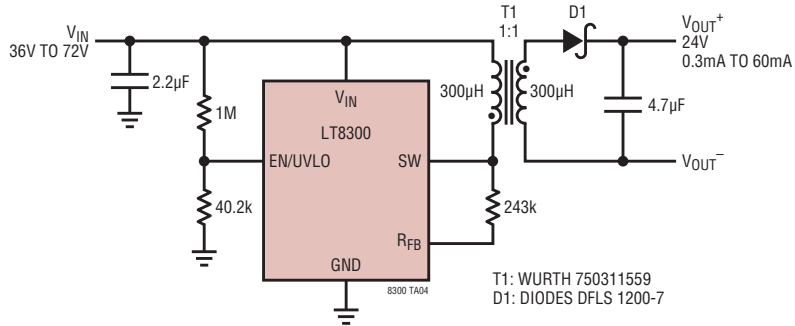 T1
1:1
D1
VIN
36V TO 72V
VOUT+
24V
0.3mA TO 60mA
2.2µF
1M
VIN
LT8300
300µH
300µH
4.7µF
EN/UVLO
SW
VOUT–
40.2k
243k
RFB
GND
8300 TA04
T1: WURTH 750311559
D1: DIODES DFLS 1200-7